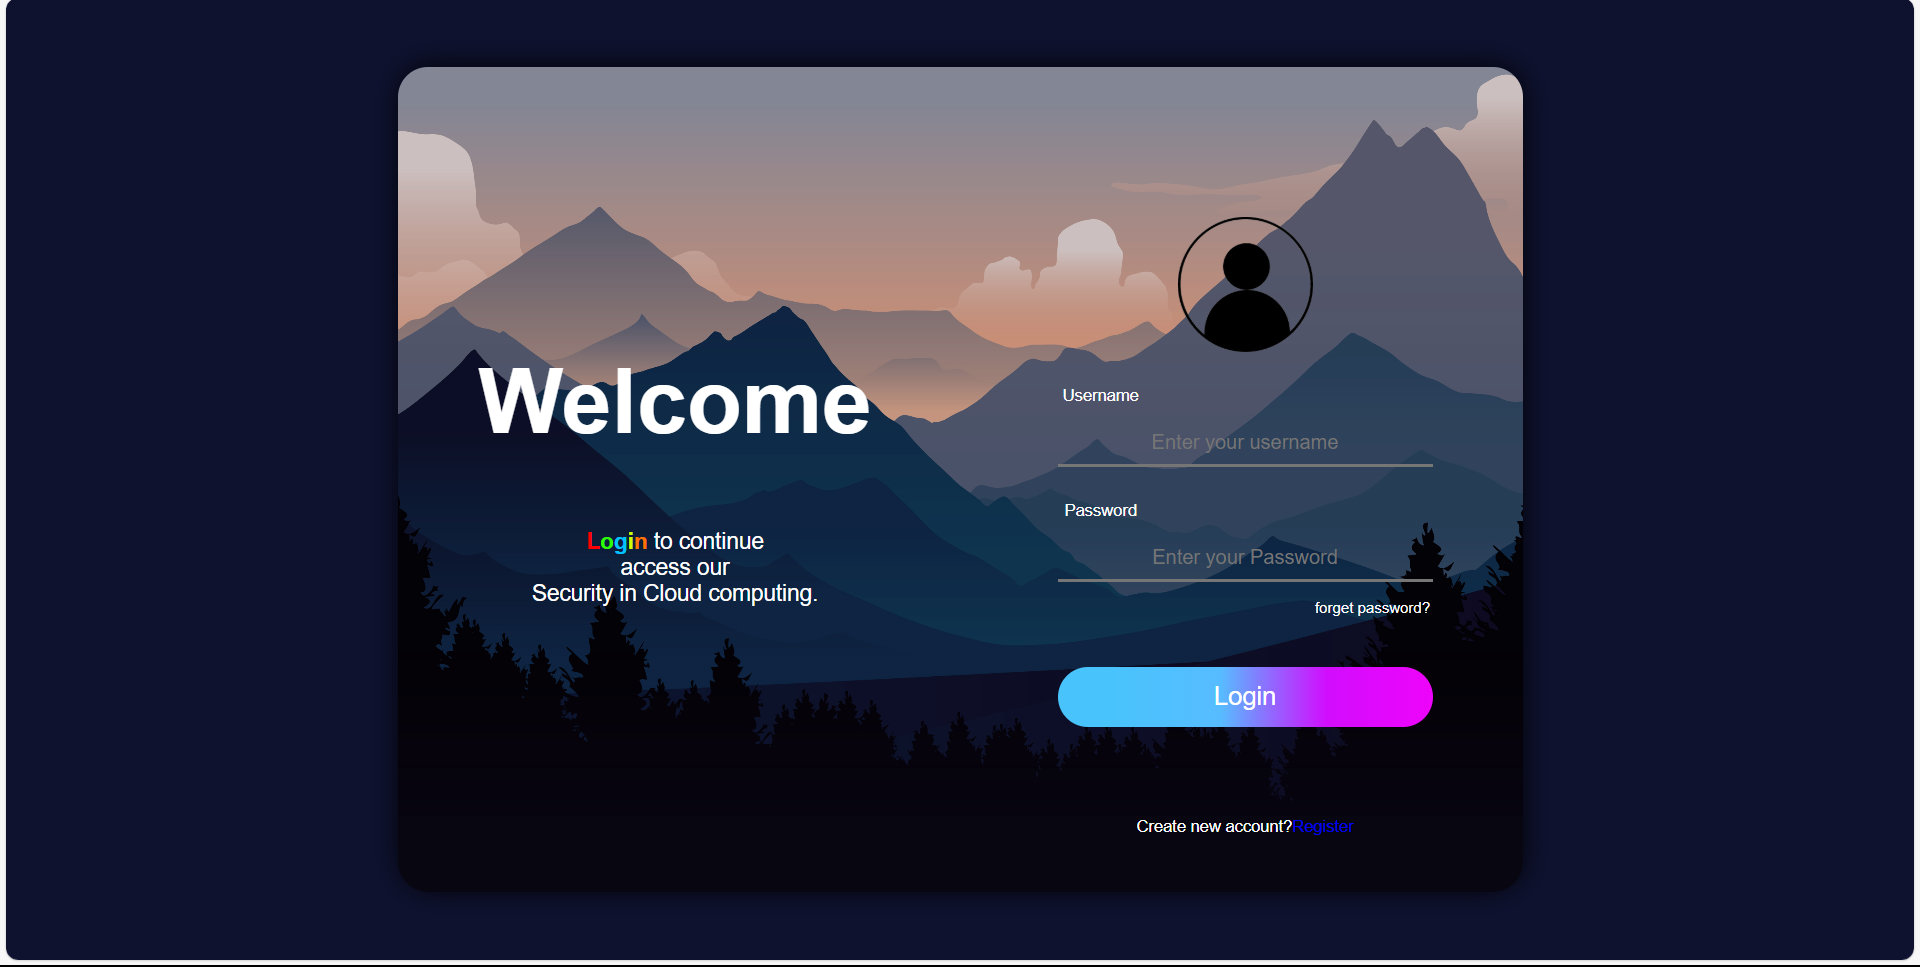 Welcome
Login to continue
access our
Security in Cloud computing.
Username
Enter your username
Password
Enter your Password
forget password?
Login
Create new account?Register